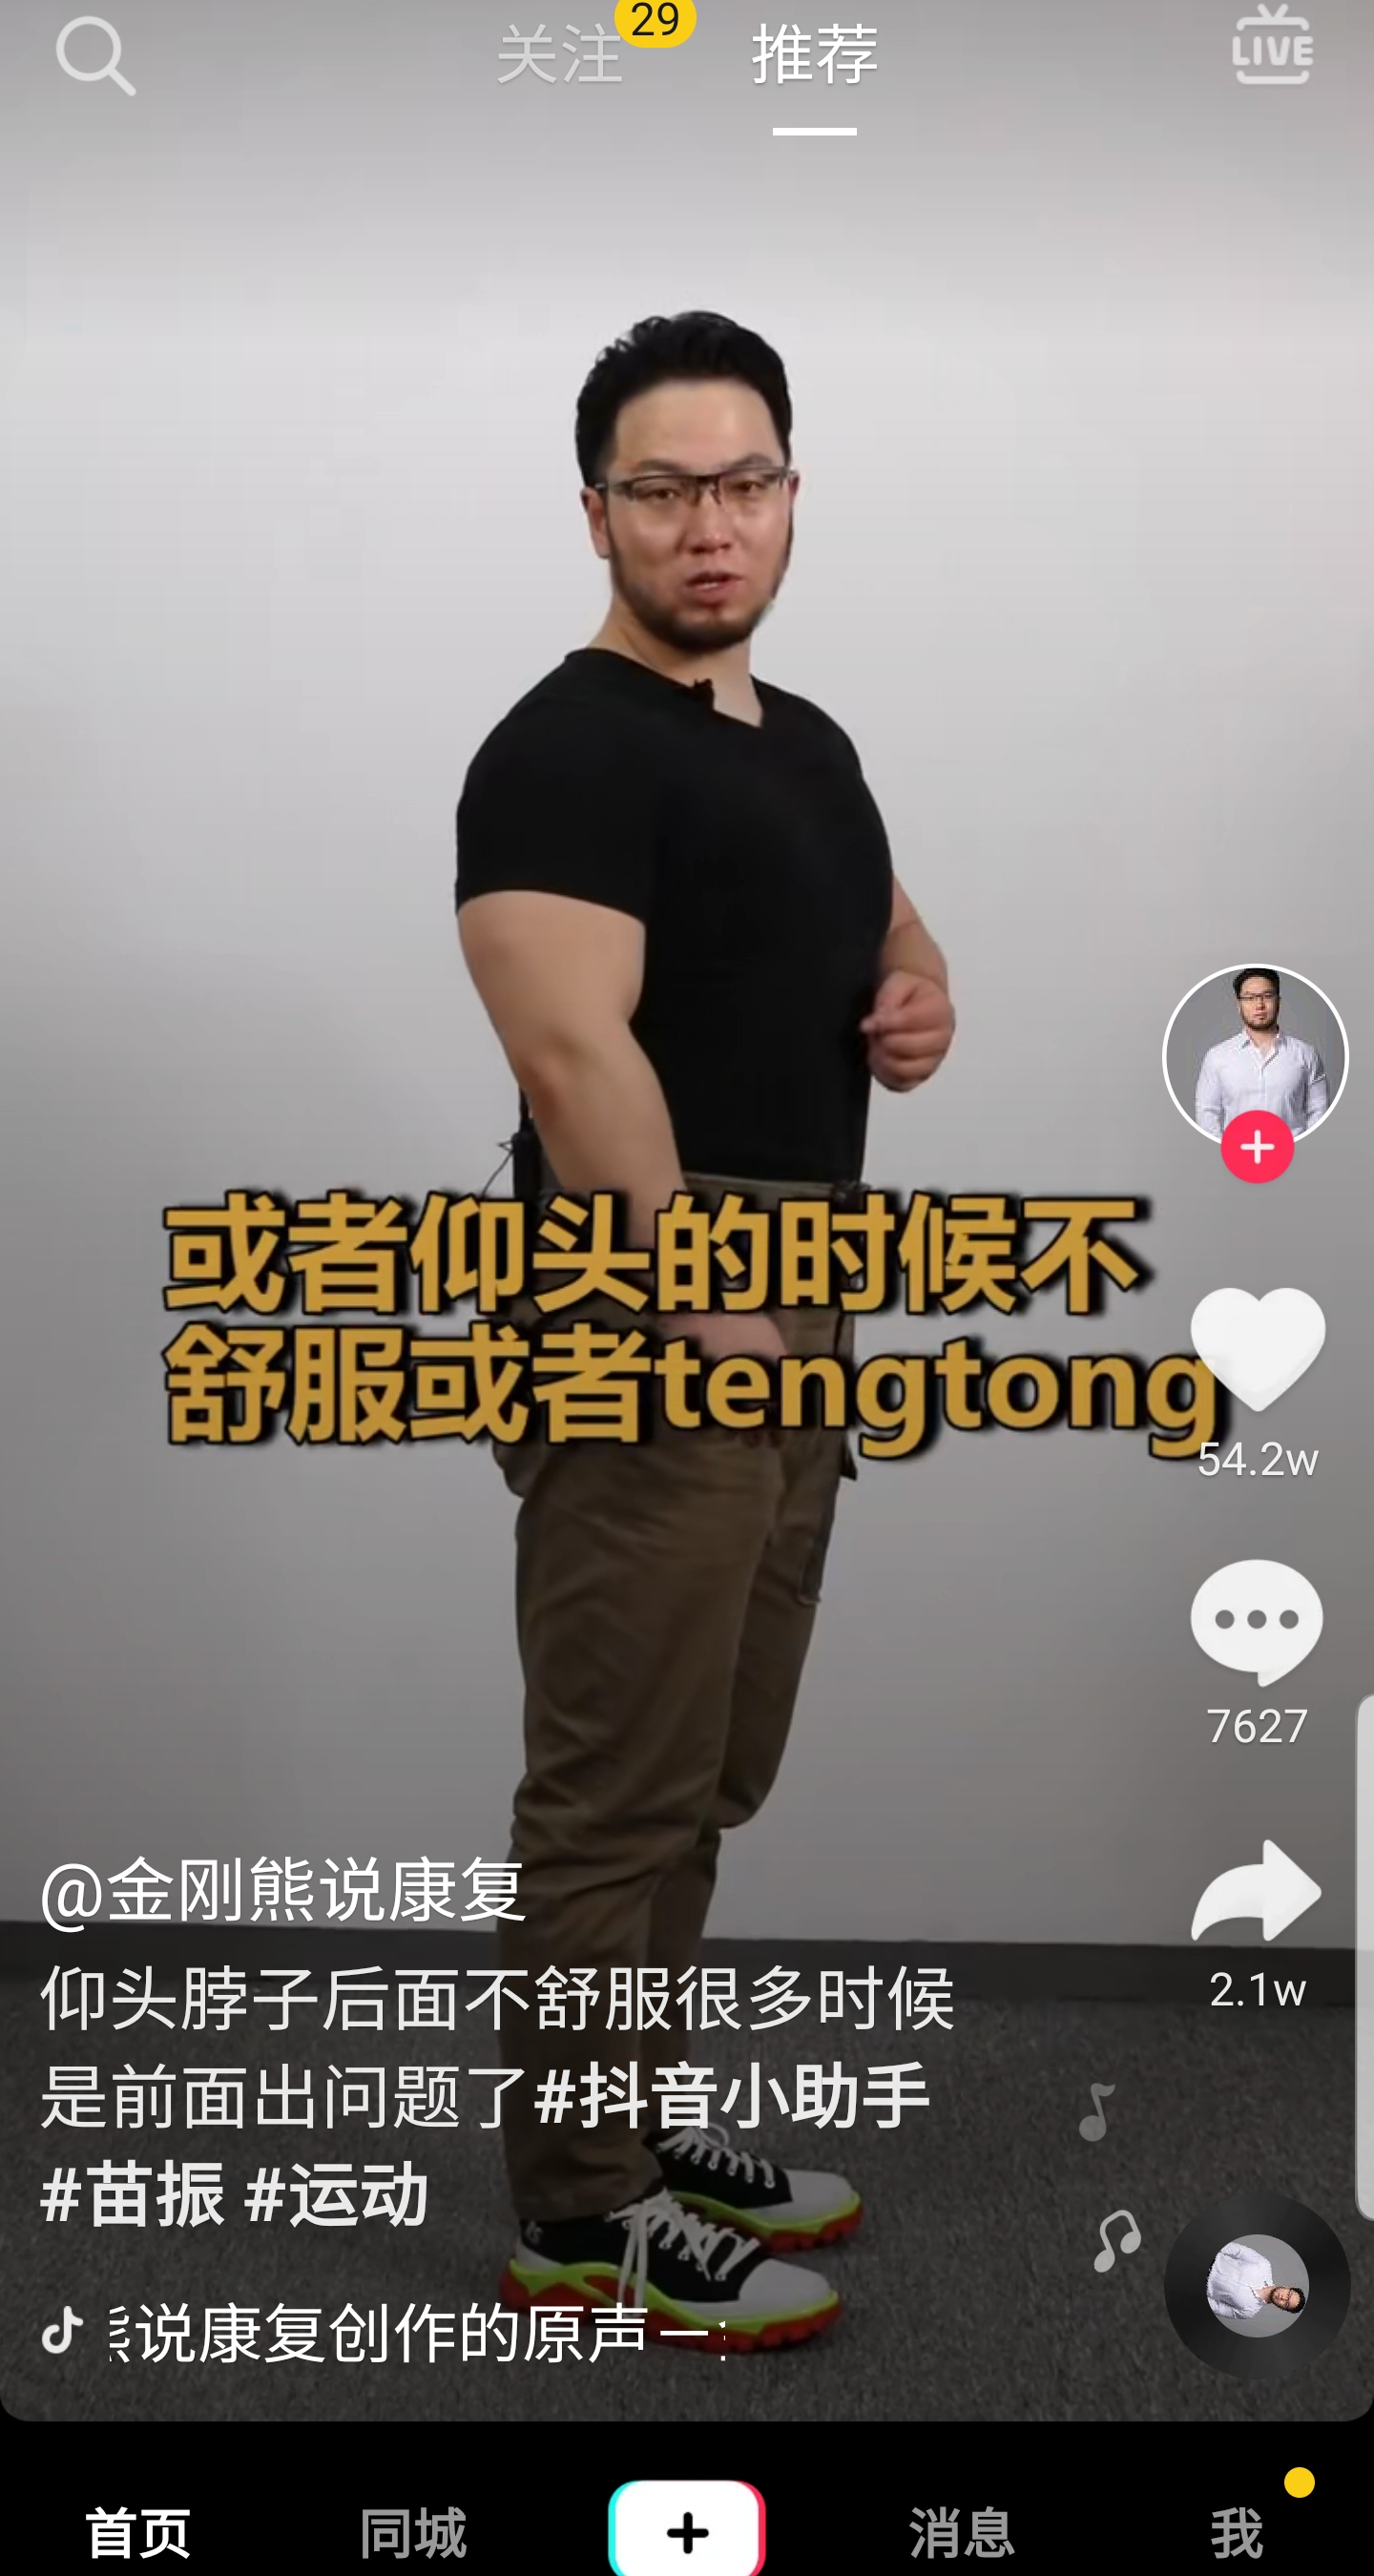 关注 29 推荐 LIVE
或者仰头的时候不
舒服或者tengtong
54.2w
7627
@金刚熊说康复
仰头脖子后面不舒服很多时候
2.1w
是前面出问题了#抖音小助手
#苗振 #运动
说康复创作的原声一
首页 同城 消息 我